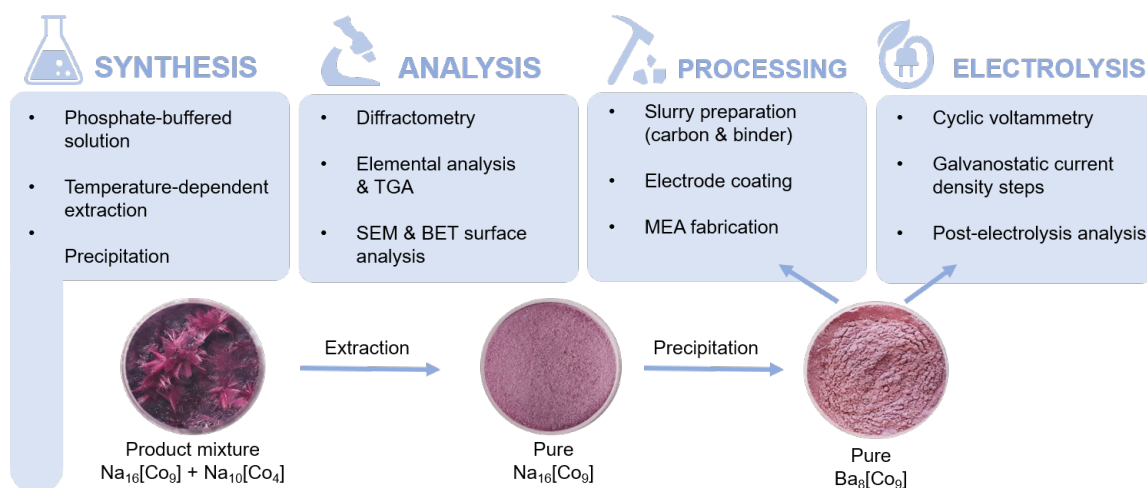 SYNTHESIS
• Phosphate-buffered
solution
• Temperature-dependent
extraction
•
Precipitation
ANALYSIS
• Diffractometry
• Elemental analysis
& TGA
• SEM & BET surface
analysis
PROCESSING
• Slurry preparation
(carbon & binder)
• Electrode coating
• MEA fabrication
ELECTROLYSIS
• Cyclic voltammetry
• Galvanostatic current
density steps
• Post-electrolysis analysis
Extraction
Precipitation
Product mixture
Na₁₆[Co₉] + Na₁₀[Co₄]
Pure
Na₁₆[Co₉]
Pure
Ba₈[Co₉]